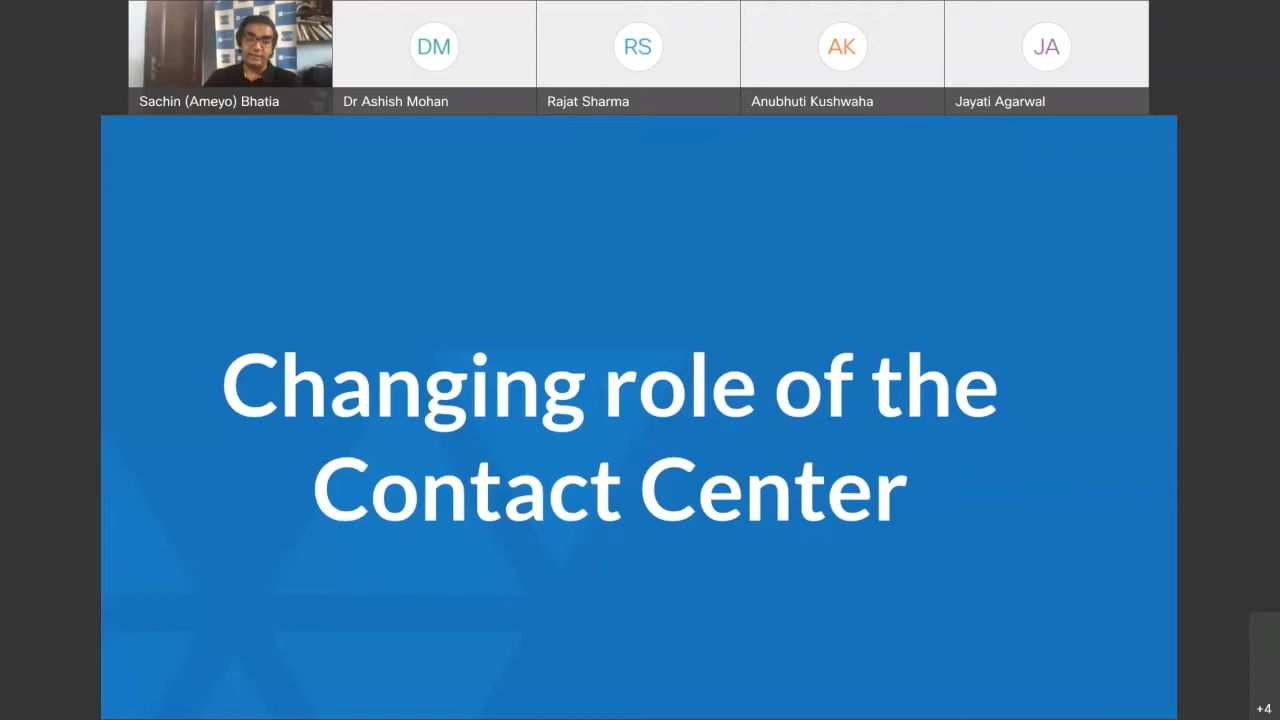 DM
RS
AK
JA
Sachin (Ameyo) Bhatia
Dr Ashish Mohan
Rajat Sharma
Anubhuti Kushwaha
Jayati Agarwal
Changing role of the
Contact Center
+4